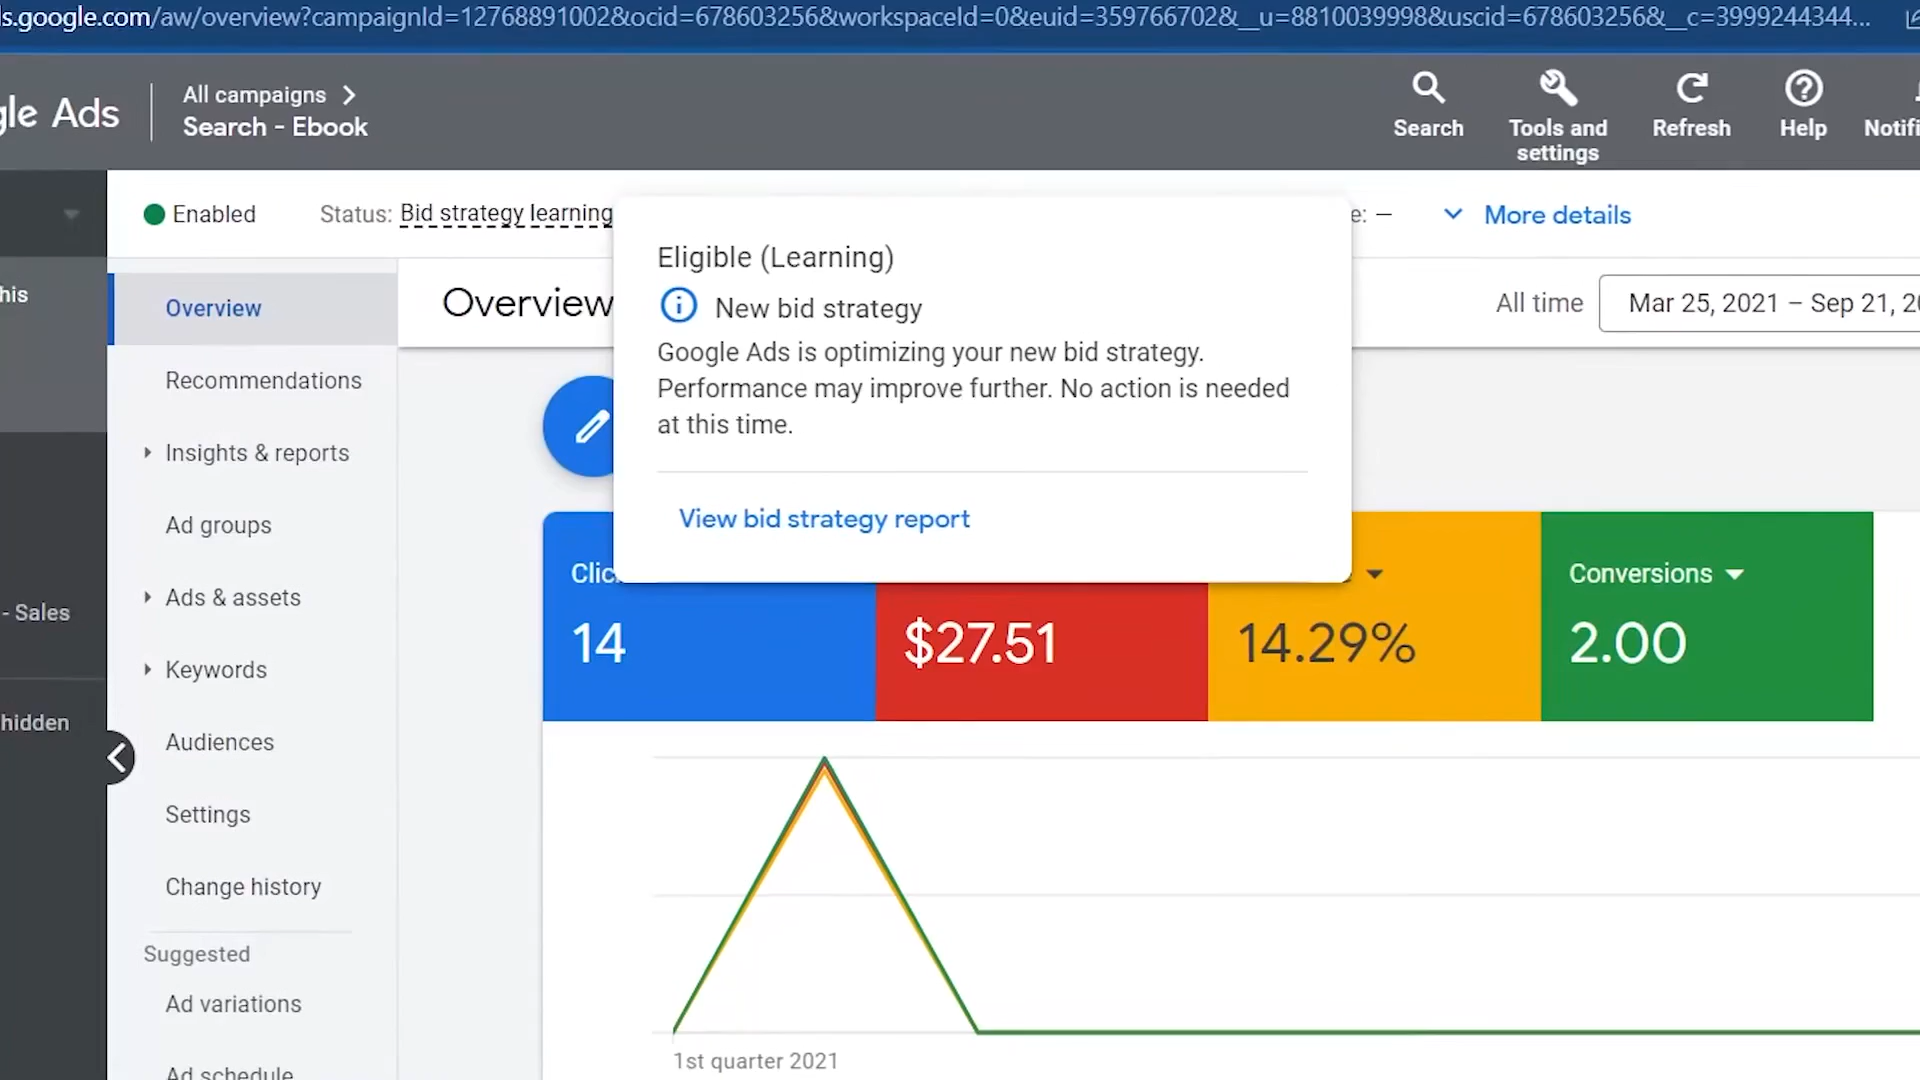 s.google.com/aw/overview?campaignId=12768891002&ocid=678603256&workspaceId=0&euid=359766702&__u=8810039998&uscid=678603256&__c=3999244344...
gle Ads
All campaigns
Search - Ebook
Search
Tools and
settings
Refresh
Help
Notifi
Enabled
Status: Bid strategy learning
e: —
More details
Eligible (Learning)
New bid strategy
Google Ads is optimizing your new bid strategy.
Performance may improve further. No action is needed
at this time.
View bid strategy report
his
- Sales
hidden
Overview
Recommendations
Insights & reports
Ad groups
Ads & assets
Keywords
Audiences
Settings
Change history
Suggested
Ad variations
Ad schedule
Overview
All time
Mar 25, 2021 – Sep 21, 20
Clic
14
$27.51
14.29%
Conversions
2.00
1st quarter 2021